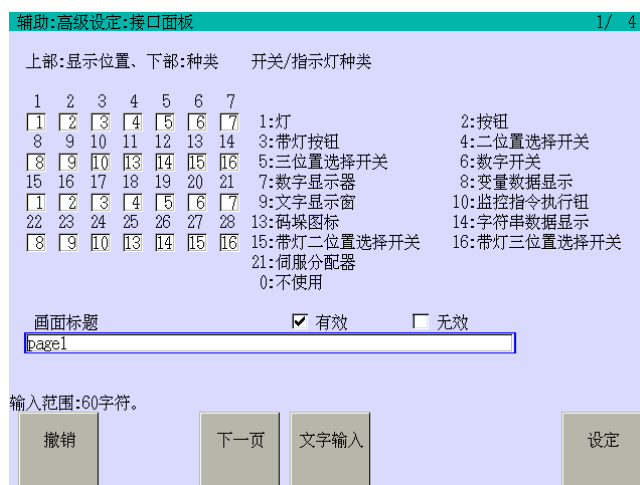 辅助:高级设定:接口面板 1/ 4
上部:显示位置、下部:种类 开关/指示灯种类
1 2 3 4 5 6 7
1 2 3 4 5 6 7 1:灯 2:按钮
8 9 10 11 12 13 14 3:带灯按钮 4:二位置选择开关
8 9 10 13 14 15 16 5:三位置选择开关 6:数字开关
15 16 17 18 19 20 21 7:数字显示器 8:变量数据显示
1 2 3 4 5 6 7 9:文字显示窗 10:监控指令执行钮
22 23 24 25 26 27 28 13:码垛图标 14:字符串数据显示
8 9 10 13 14 15 16 15:带灯二位置选择开关 16:带灯三位置选择开关
21:伺服分配器
0:不使用
画面标题 有效 无效
page1
输入范围:60字符。
撤销 下一页 文字输入 设定